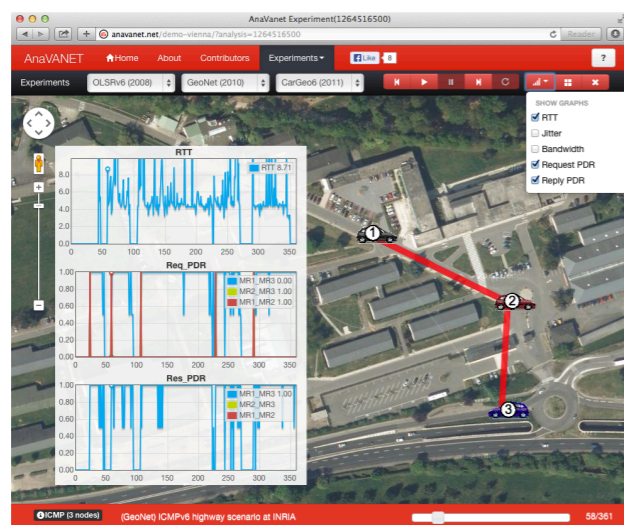 AnaVanet Experiment(1264516500)
anavanet.net/demo-vienna/?analysis=1264516500
Reader
AnaVANET Home About Contributors Experiments Like 8 ?
Experiments OLSRv6 (2008) GeoNet (2010) CarGeo6 (2011)
SHOW GRAPHS
RTT
Jitter
Bandwidth
Request PDR
Reply PDR
RTT
RTT 8.71
8.0
6.0
4.0
2.0
0.0
0 50 100 150 200 250 300 350
Req_PDR
1.00
0.80
0.60
0.40
0.20
0.00
MR1_MR3 0.00
MR2_MR3 1.00
MR1_MR2 1.00
0 50 100 150 200 250 300 350
Res_PDR
1.00
0.80
0.60
0.40
0.20
0.00
MR1_MR3 1.00
MR2_MR3
MR1_MR2
0 50 100 150 200 250 300 350
1
2
3
ICMP (3 nodes) (GeoNet) ICMPv6 highway scenario at INRIA 58/361